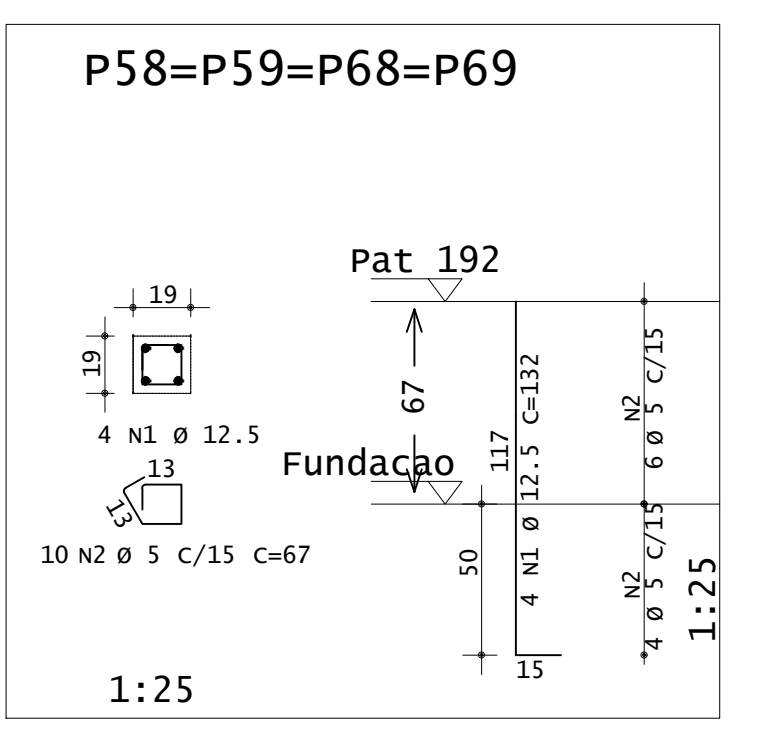 P58=P59=P68=P69
Pat 192
19
19
4 N1 Ø 12.5
13
13
10 N2 Ø 5 C/15 C=67
1:25
67
Fundacao
117
4 N1 Ø 12.5 C=132
50
15
N2
6 Ø 5 C/15
N2
4 Ø 5 C/15
1:25